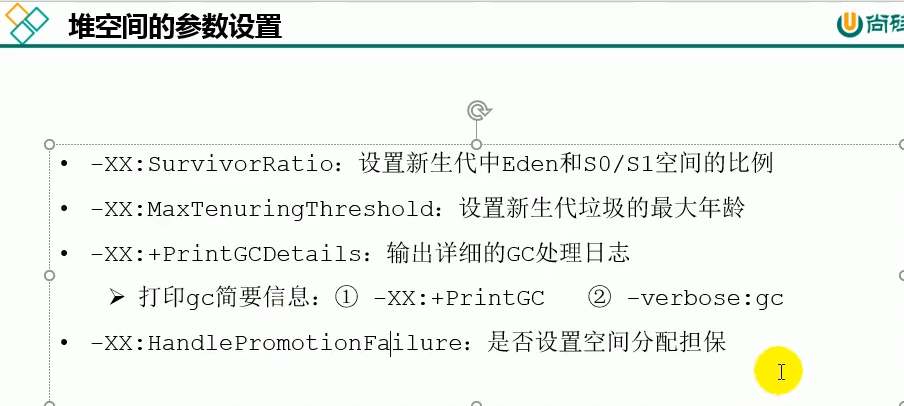 堆空间的参数设置
尚硅
• -XX:SurvivorRatio：设置新生代中Eden和S0/S1空间的比例
• -XX:MaxTenuringThreshold：设置新生代垃圾的最大年龄
• -XX:+PrintGCDetails：输出详细的GC处理日志
➢ 打印gc简要信息：① -XX:+PrintGC ② -verbose:gc
• -XX:HandlePromotionFailure：是否设置空间分配担保